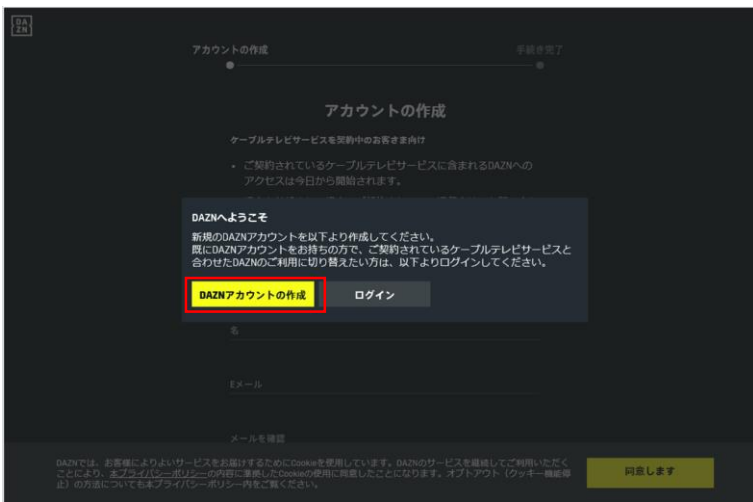 DA
ZN
アカウントの作成
手続き完了
アカウントの作成
ケーブルテレビサービスを契約中のお客さま向け
• ご契約されているケーブルテレビサービスに含まれるDAZNへの
アクセスは今日から開始されます。
DAZNへようこそ
新規のDAZNアカウントを以下より作成してください。
既にDAZNアカウントをお持ちの方で、ご契約されているケーブルテレビサービスと
合わせたDAZNのご利用に切り替えたい方は、以下よりログインしてください。
DAZNアカウントの作成
ログイン
名
Eメール
メールを確認
DAZNでは、お客様によりよいサービスをお届けするためにCookieを使用しています。DAZNのサービスを継続してご利用いただく
ことにより、本プライバシーポリシーの内容に準拠したCookieの使用に同意したことになります。オプトアウト（クッキー機能停
止）の方法についても本プライバシーポリシー内をご覧ください。
同意します